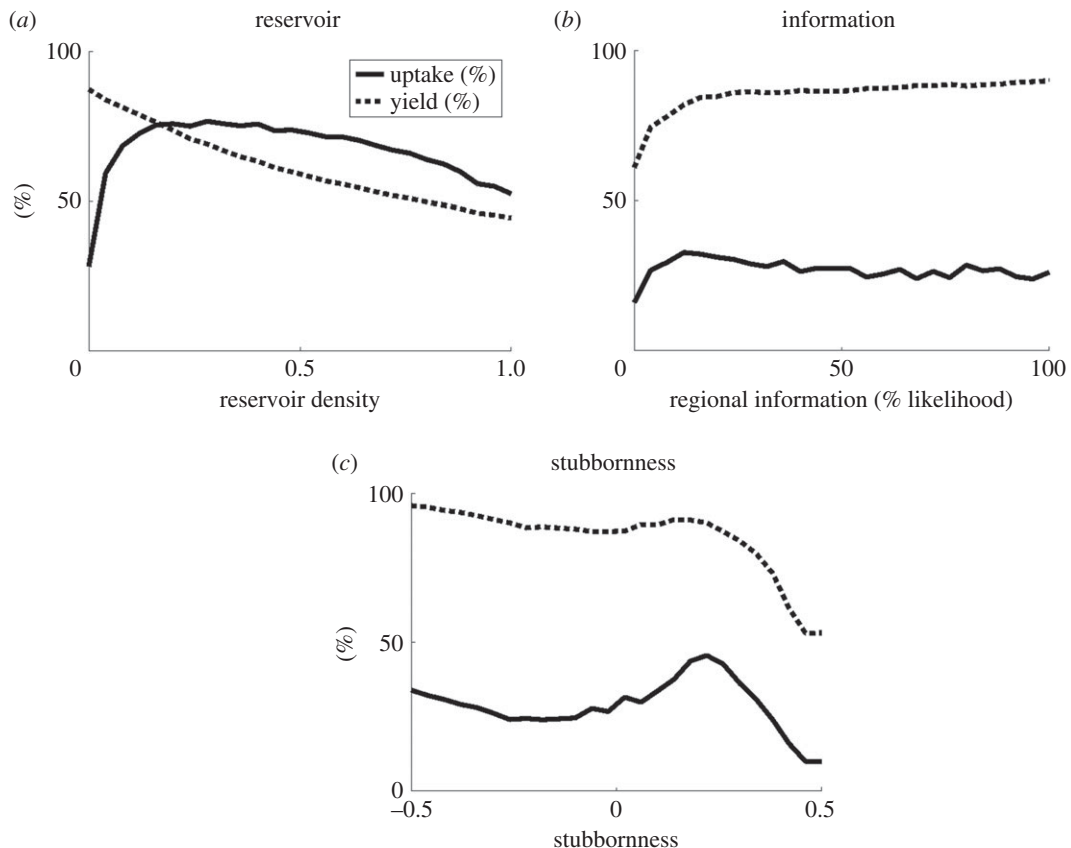 (a) reservoir
100
50
0
(%)
uptake (%)
yield (%)
0.5
1.0
reservoir density
(b) information
100
50
0
(%)
50
100
regional information (% likelihood)
(c) stubbornness
100
50
0
(%)
–0.5
0
0.5
stubbornness